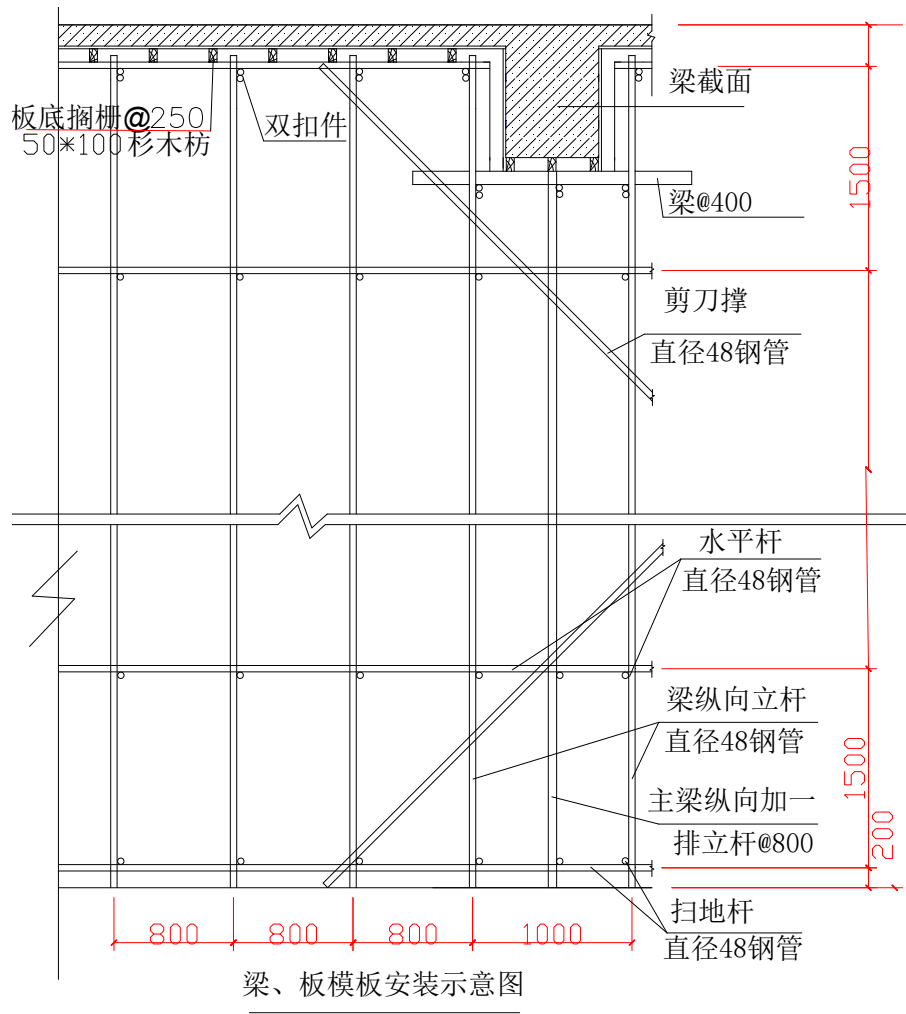 梁截面
板底搁栅@250
50*100杉木枋
双扣件
梁@400
1500
剪刀撑
直径48钢管
水平杆
直径48钢管
梁纵向立杆
直径48钢管
1500
主梁纵向加一
排立杆@800
200
扫地杆
直径48钢管
800
800
800
1000
梁、板模板安装示意图